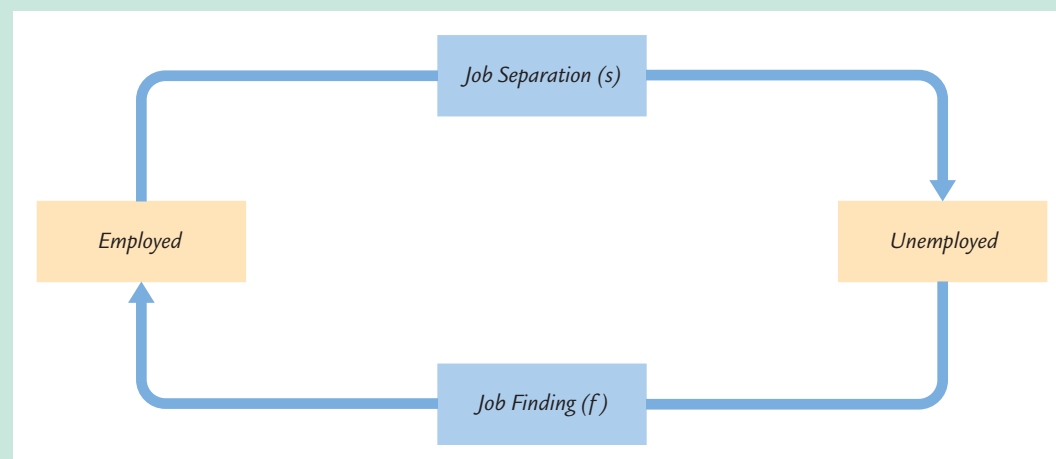 Job Separation (s)
Employed
Unemployed
Job Finding (f)